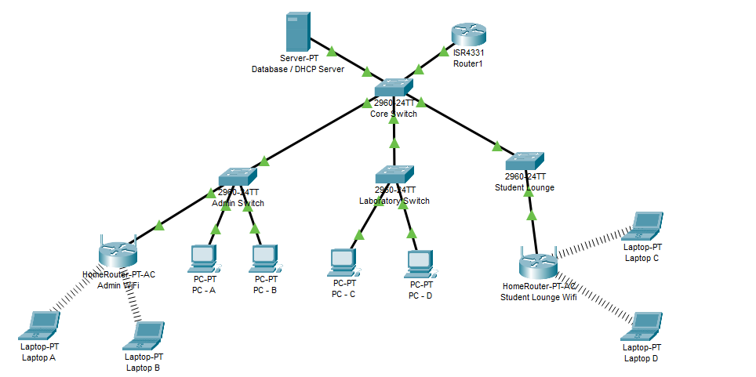 Server-PT
Database / DHCP Server
ISR4331
Router1
2960-24TT
Core Switch
2960-24TT
Admin Switch
2960-24TT
Laboratory Switch
2960-24TT
Student Lounge
HomeRouter-PT-AC
Admin WiFi
PC-PT
PC - A
PC-PT
PC - B
PC-PT
PC - C
PC-PT
PC - D
HomeRouter-PT-AC
Student Lounge Wifi
Laptop-PT
Laptop C
Laptop-PT
Laptop A
Laptop-PT
Laptop B
Laptop-PT
Laptop D